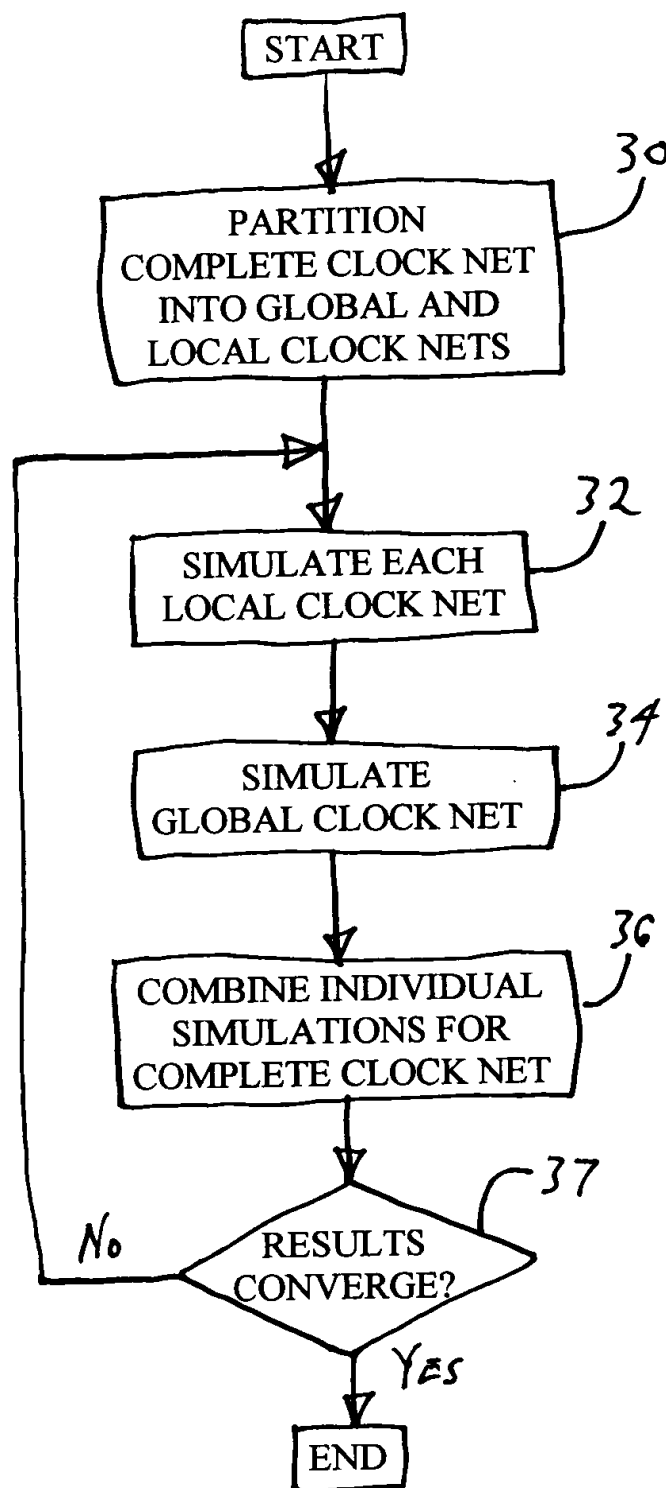 START
30
PARTITION
COMPLETE CLOCK NET
INTO GLOBAL AND
LOCAL CLOCK NETS
32
SIMULATE EACH
LOCAL CLOCK NET
34
SIMULATE
GLOBAL CLOCK NET
36
COMBINE INDIVIDUAL
SIMULATIONS FOR
COMPLETE CLOCK NET
37
No
RESULTS
CONVERGE?
YES
END